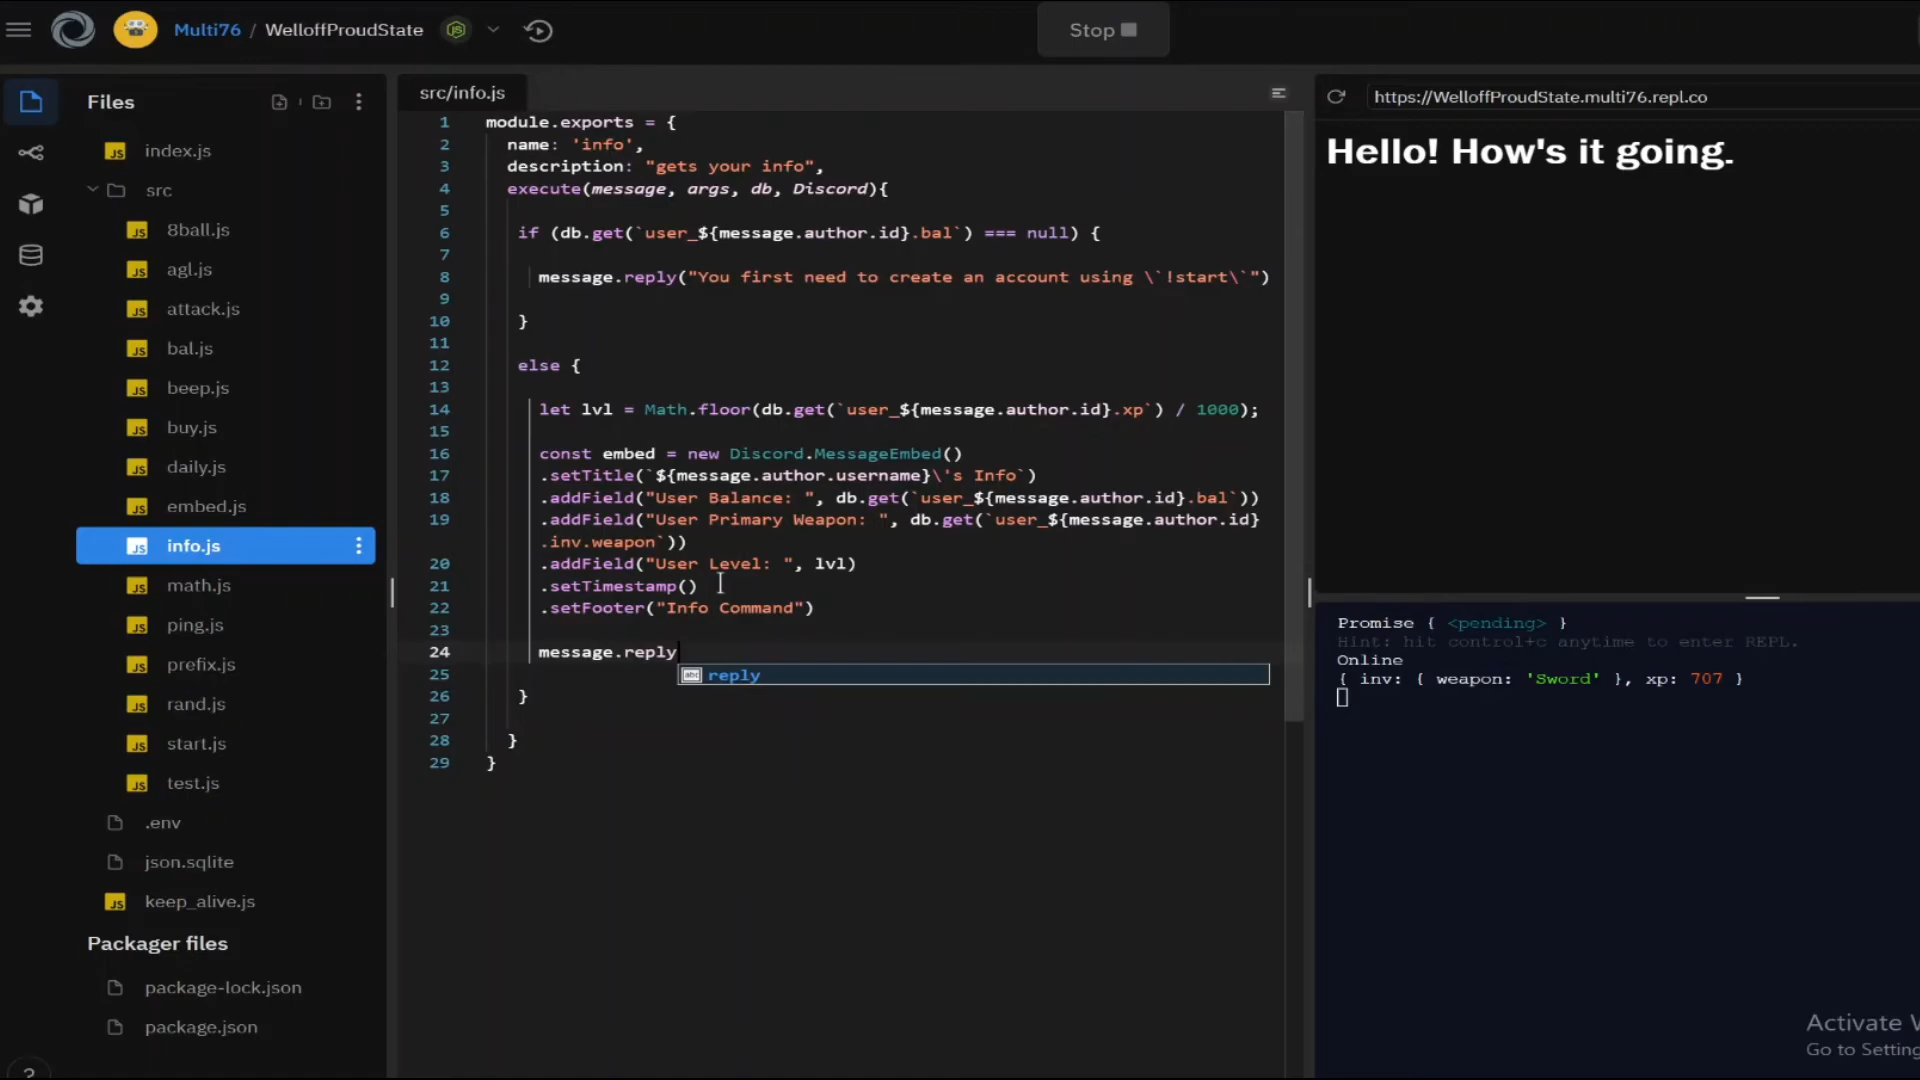 Multi76 / WelloffProudState
Stop
Files
index.js
src
8ball.js
agl.js
attack.js
bal.js
beep.js
buy.js
daily.js
embed.js
info.js
math.js
ping.js
prefix.js
rand.js
start.js
test.js
.env
json.sqlite
keep_alive.js
Packager files
package-lock.json
package.json
?
src/info.js
1 module.exports = {
2 name: 'info',
3 description: "gets your info",
4 execute(message, args, db, Discord){
5
6 if (db.get(`user_${message.author.id}.bal`) === null) {
7
8 message.reply("You first need to create an account using \`!start\`")
9
10 }
11
12 else {
13
14 let lvl = Math.floor(db.get(`user_${message.author.id}.xp`) / 1000);
15
16 const embed = new Discord.MessageEmbed()
17 .setTitle(`${message.author.username}\'s Info`)
18 .addField("User Balance: ", db.get(`user_${message.author.id}.bal`))
19 .addField("User Primary Weapon: ", db.get(`user_${message.author.id}
.inv.weapon`))
20 .addField("User Level: ", lvl)
21 .setTimestamp()
22 .setFooter("Info Command")
23
24 message.reply
abc reply
25
26 }
27
28 }
29 }
https://WelloffProudState.multi76.repl.co
Hello! How's it going.
Promise { <pending> }
Hint: hit control+c anytime to enter REPL.
Online
{ inv: { weapon: 'Sword' }, xp: 707 }
Activate
Go to Setting